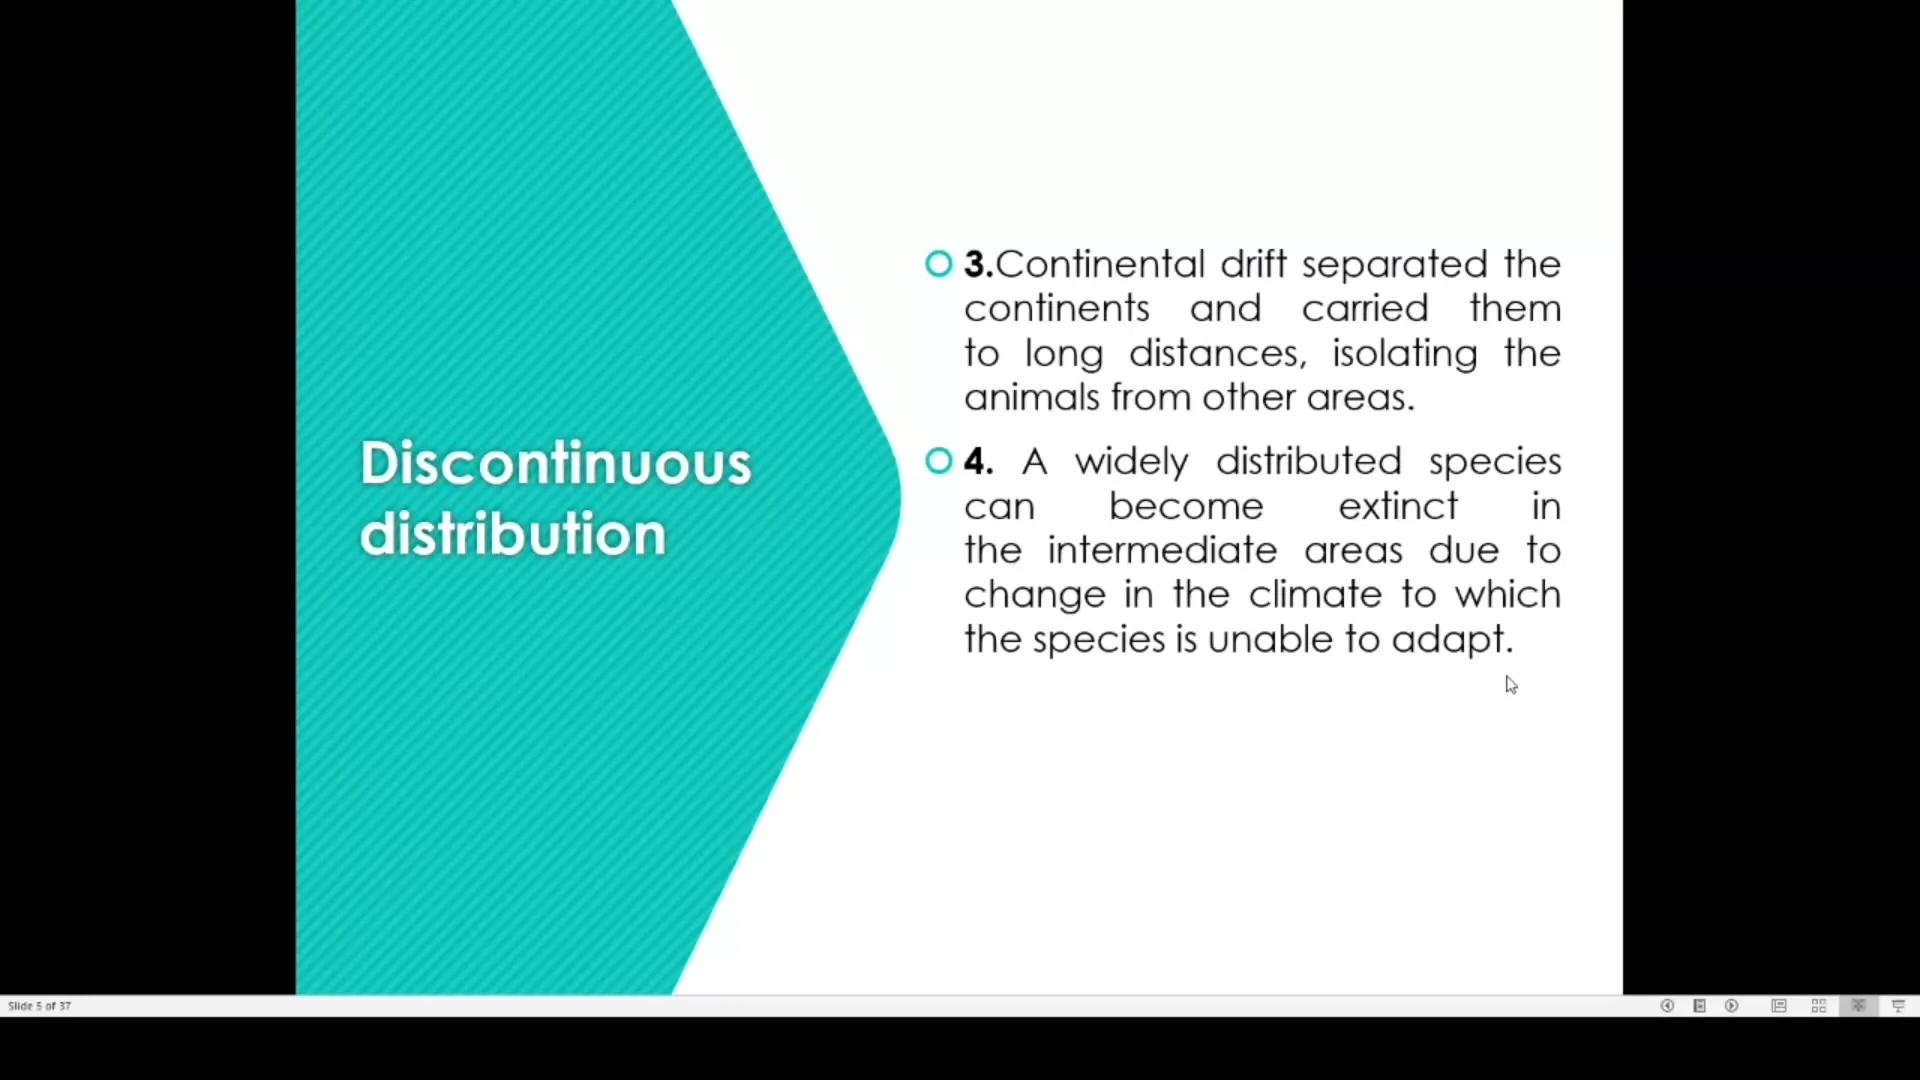 Discontinuous
distribution
3.Continental drift separated the
continents and carried them
to long distances, isolating the
animals from other areas.
4. A widely distributed species
can become extinct in
the intermediate areas due to
change in the climate to which
the species is unable to adapt.
Slide 5 of 37